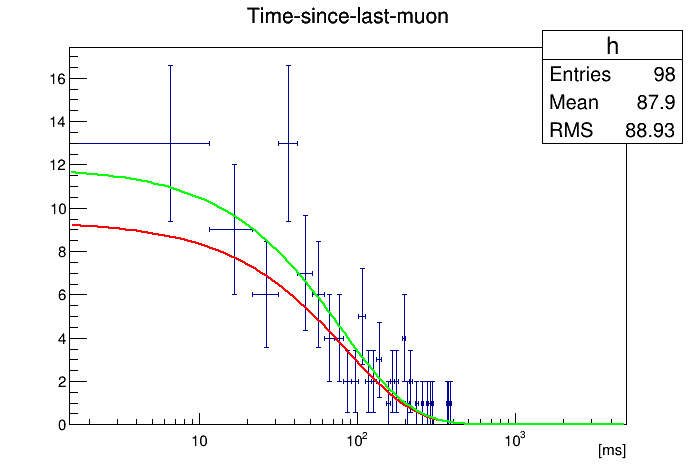 Time-since-last-muon
h
Entries 98
Mean 87.9
RMS 88.93
16
14
12
10
8
6
4
2
0
10
10²
10³
[ms]